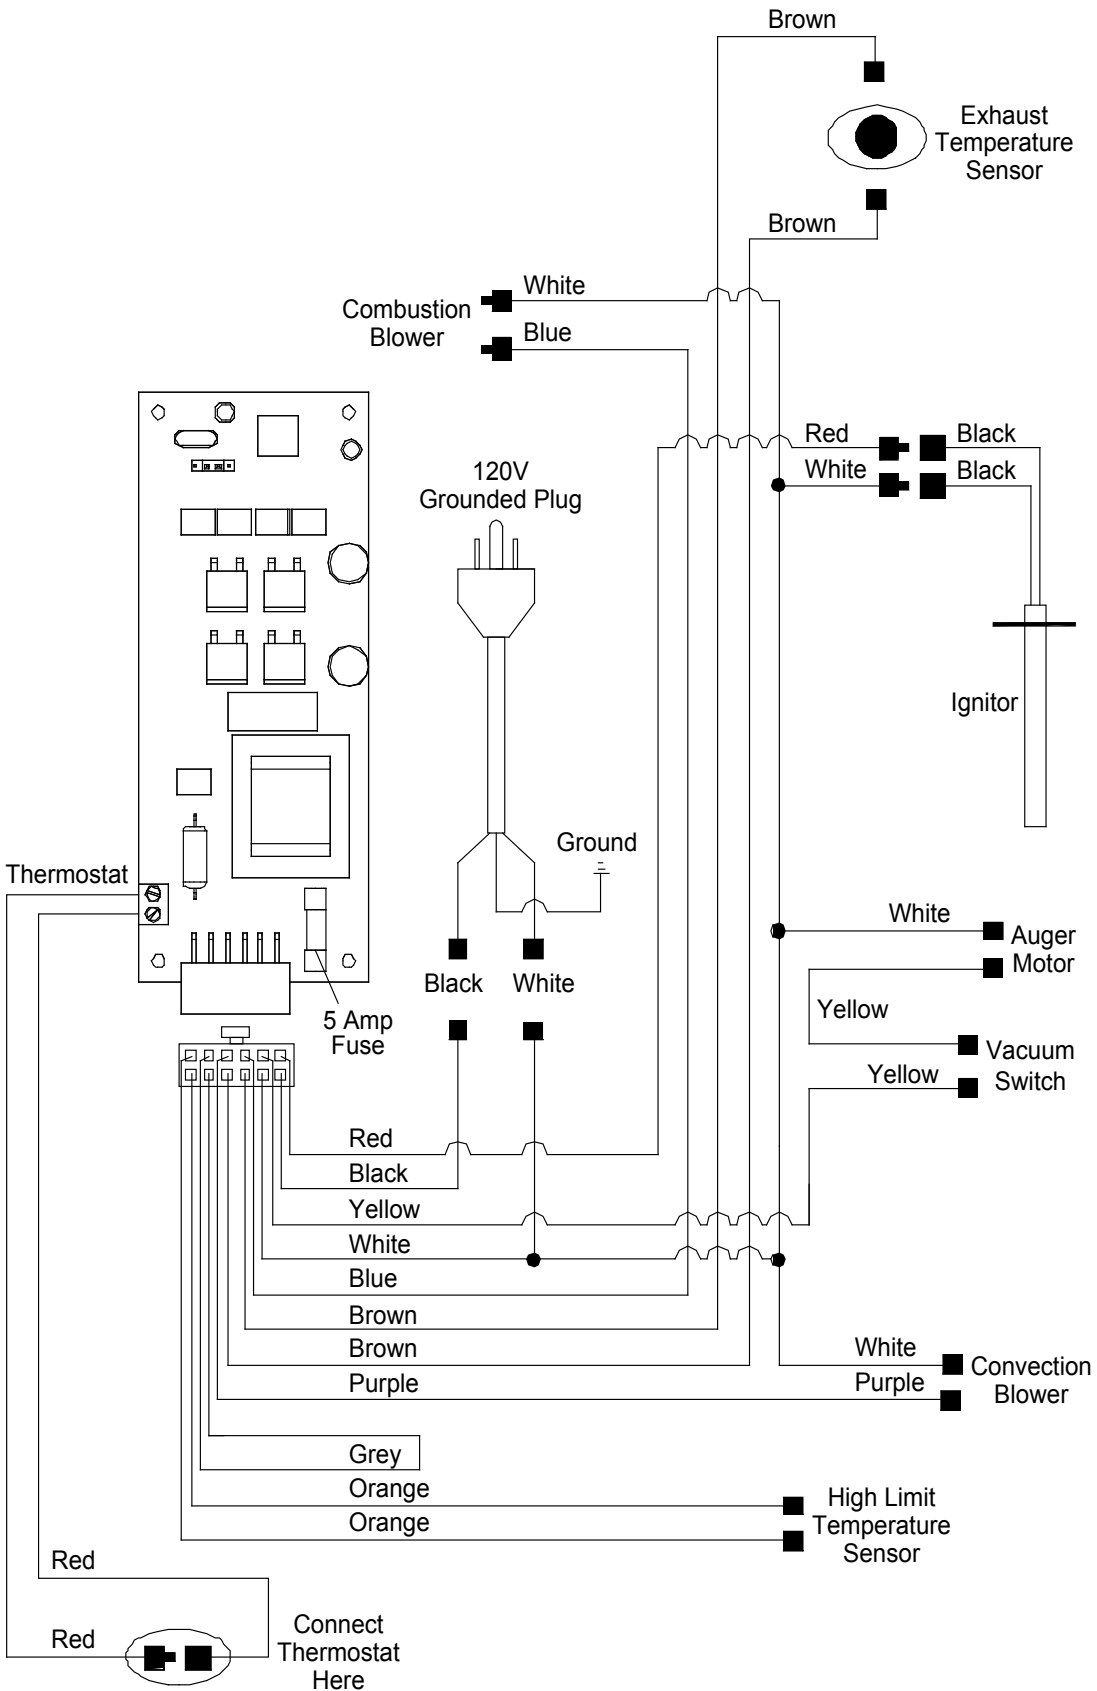 Brown
Exhaust
Temperature
Sensor
Brown
White
Combustion
Blower
Blue
Red
Black
White
Black
120V
Grounded Plug
Ignitor
Ground
Thermostat
White
Auger
Motor
Black
White
Yellow
5 Amp
Fuse
Vacuum
Switch
Yellow
Red
Black
Yellow
White
Blue
Brown
Brown
White
Convection
Blower
Purple
Purple
Grey
Orange
High Limit
Temperature
Sensor
Orange
Red
Red
Connect
Thermostat
Here